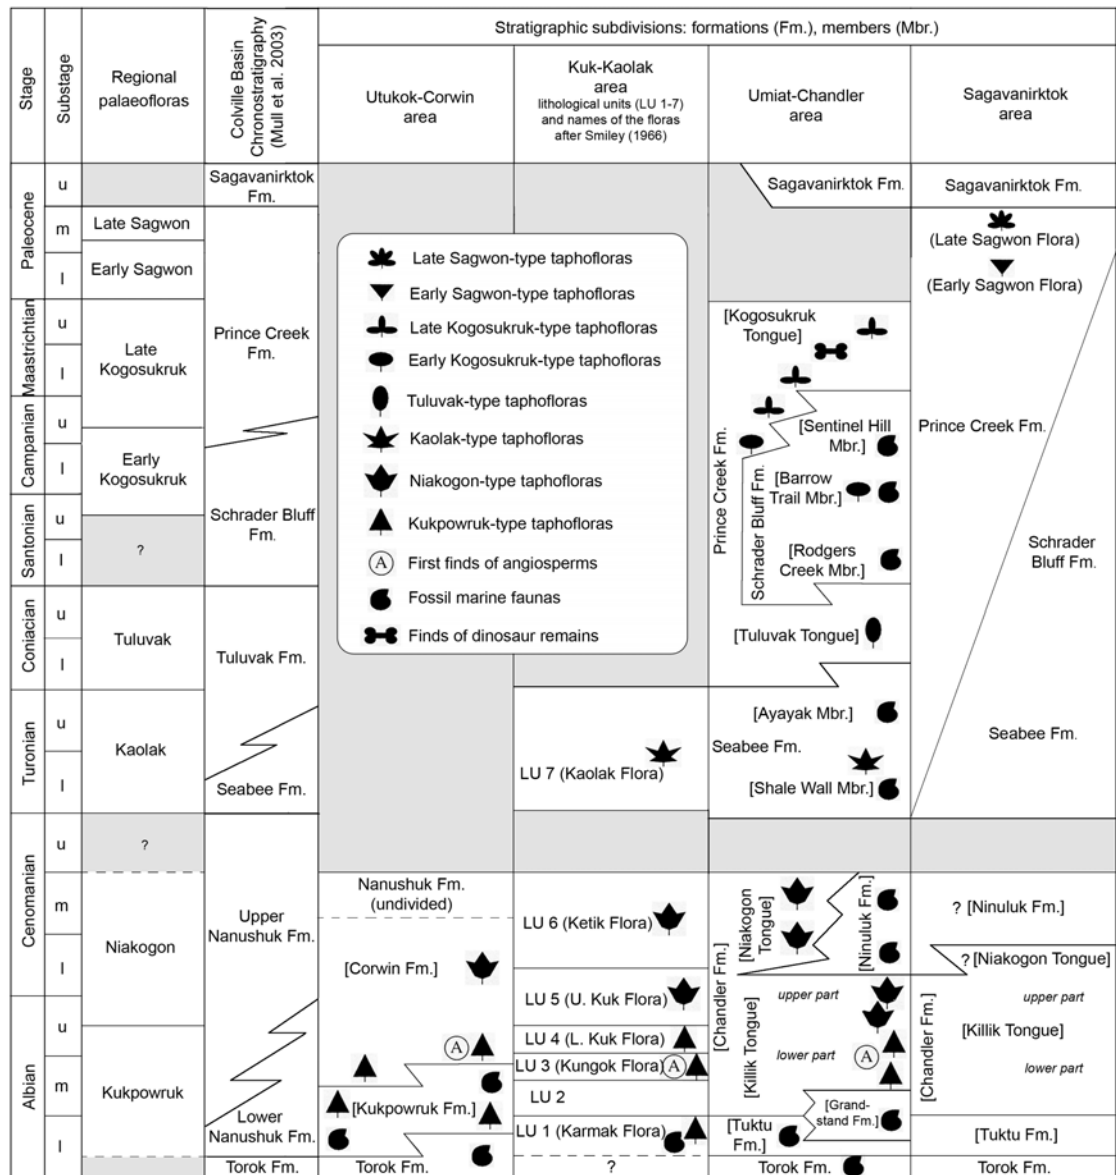 Stage
Substage
Regional
palaeofloras
Colville Basin
Chronostratigraphy
(Mull et al. 2003)
Stratigraphic subdivisions: formations (Fm.), members (Mbr.)
Utukok-Corwin
area
Kuk-Kaolak
area
lithological units (LU 1-7)
and names of the floras
after Smiley (1966)
Umiat-Chandler
area
Sagavanirktok
area
Paleocene
u
m
l
Maastrichtian
u
l
Campanian
u
l
Santonian
u
l
Coniacian
u
l
Turonian
u
l
Cenomanian
u
m
l
Albian
u
m
l
Late Sagwon
Early Sagwon
Late
Kogosukruk
Early
Kogosukruk
?
Tuluvak
Kaolak
?
Niakogon
Kukpowruk
Sagavanirktok
Fm.
Prince Creek
Fm.
Schrader Bluff
Fm.
Tuluvak Fm.
Seabee Fm.
Upper
Nanushuk Fm.
Lower
Nanushuk Fm.
Torok Fm.
Late Sagwon-type taphofloras
Early Sagwon-type taphofloras
Late Kogosukruk-type taphofloras
Early Kogosukruk-type taphofloras
Tuluvak-type taphofloras
Kaolak-type taphofloras
Niakogon-type taphofloras
Kukpowruk-type taphofloras
A First finds of angiosperms
Fossil marine faunas
Finds of dinosaur remains
Nanushuk Fm.
(undivided)
[Corwin Fm.]
A
[Kukpowruk Fm.]
Torok Fm.
LU 7 (Kaolak Flora)
LU 6 (Ketik Flora)
LU 5 (U. Kuk Flora)
LU 4 (L. Kuk Flora)
LU 3 (Kungok Flora) A
LU 2
LU 1 (Karmak Flora)
?
Sagavanirktok Fm.
[Kogosukruk
Tongue]
Prince Creek Fm.
Schrader Bluff Fm.
[Sentinel Hill
Mbr.]
[Barrow
Trail Mbr.]
[Rodgers
Creek Mbr.]
[Tuluvak Tongue]
[Ayayak Mbr.]
Seabee Fm.
[Shale Wall Mbr.]
[Chandler Fm.]
[Niakogon
Tongue]
[Ninuluk Fm.]
[Killik Tongue]
upper part
lower part
A
[Grand-
stand Fm.]
[Tuktu
Fm.]
Torok Fm.
Sagavanirktok Fm.
(Late Sagwon Flora)
(Early Sagwon Flora)
Prince Creek Fm.
Schrader
Bluff Fm.
Seabee Fm.
? [Ninuluk Fm.]
? [Niakogon Tongue]
[Chandler Fm.]
upper part
[Killik Tongue]
lower part
[Tuktu Fm.]
Torok Fm.